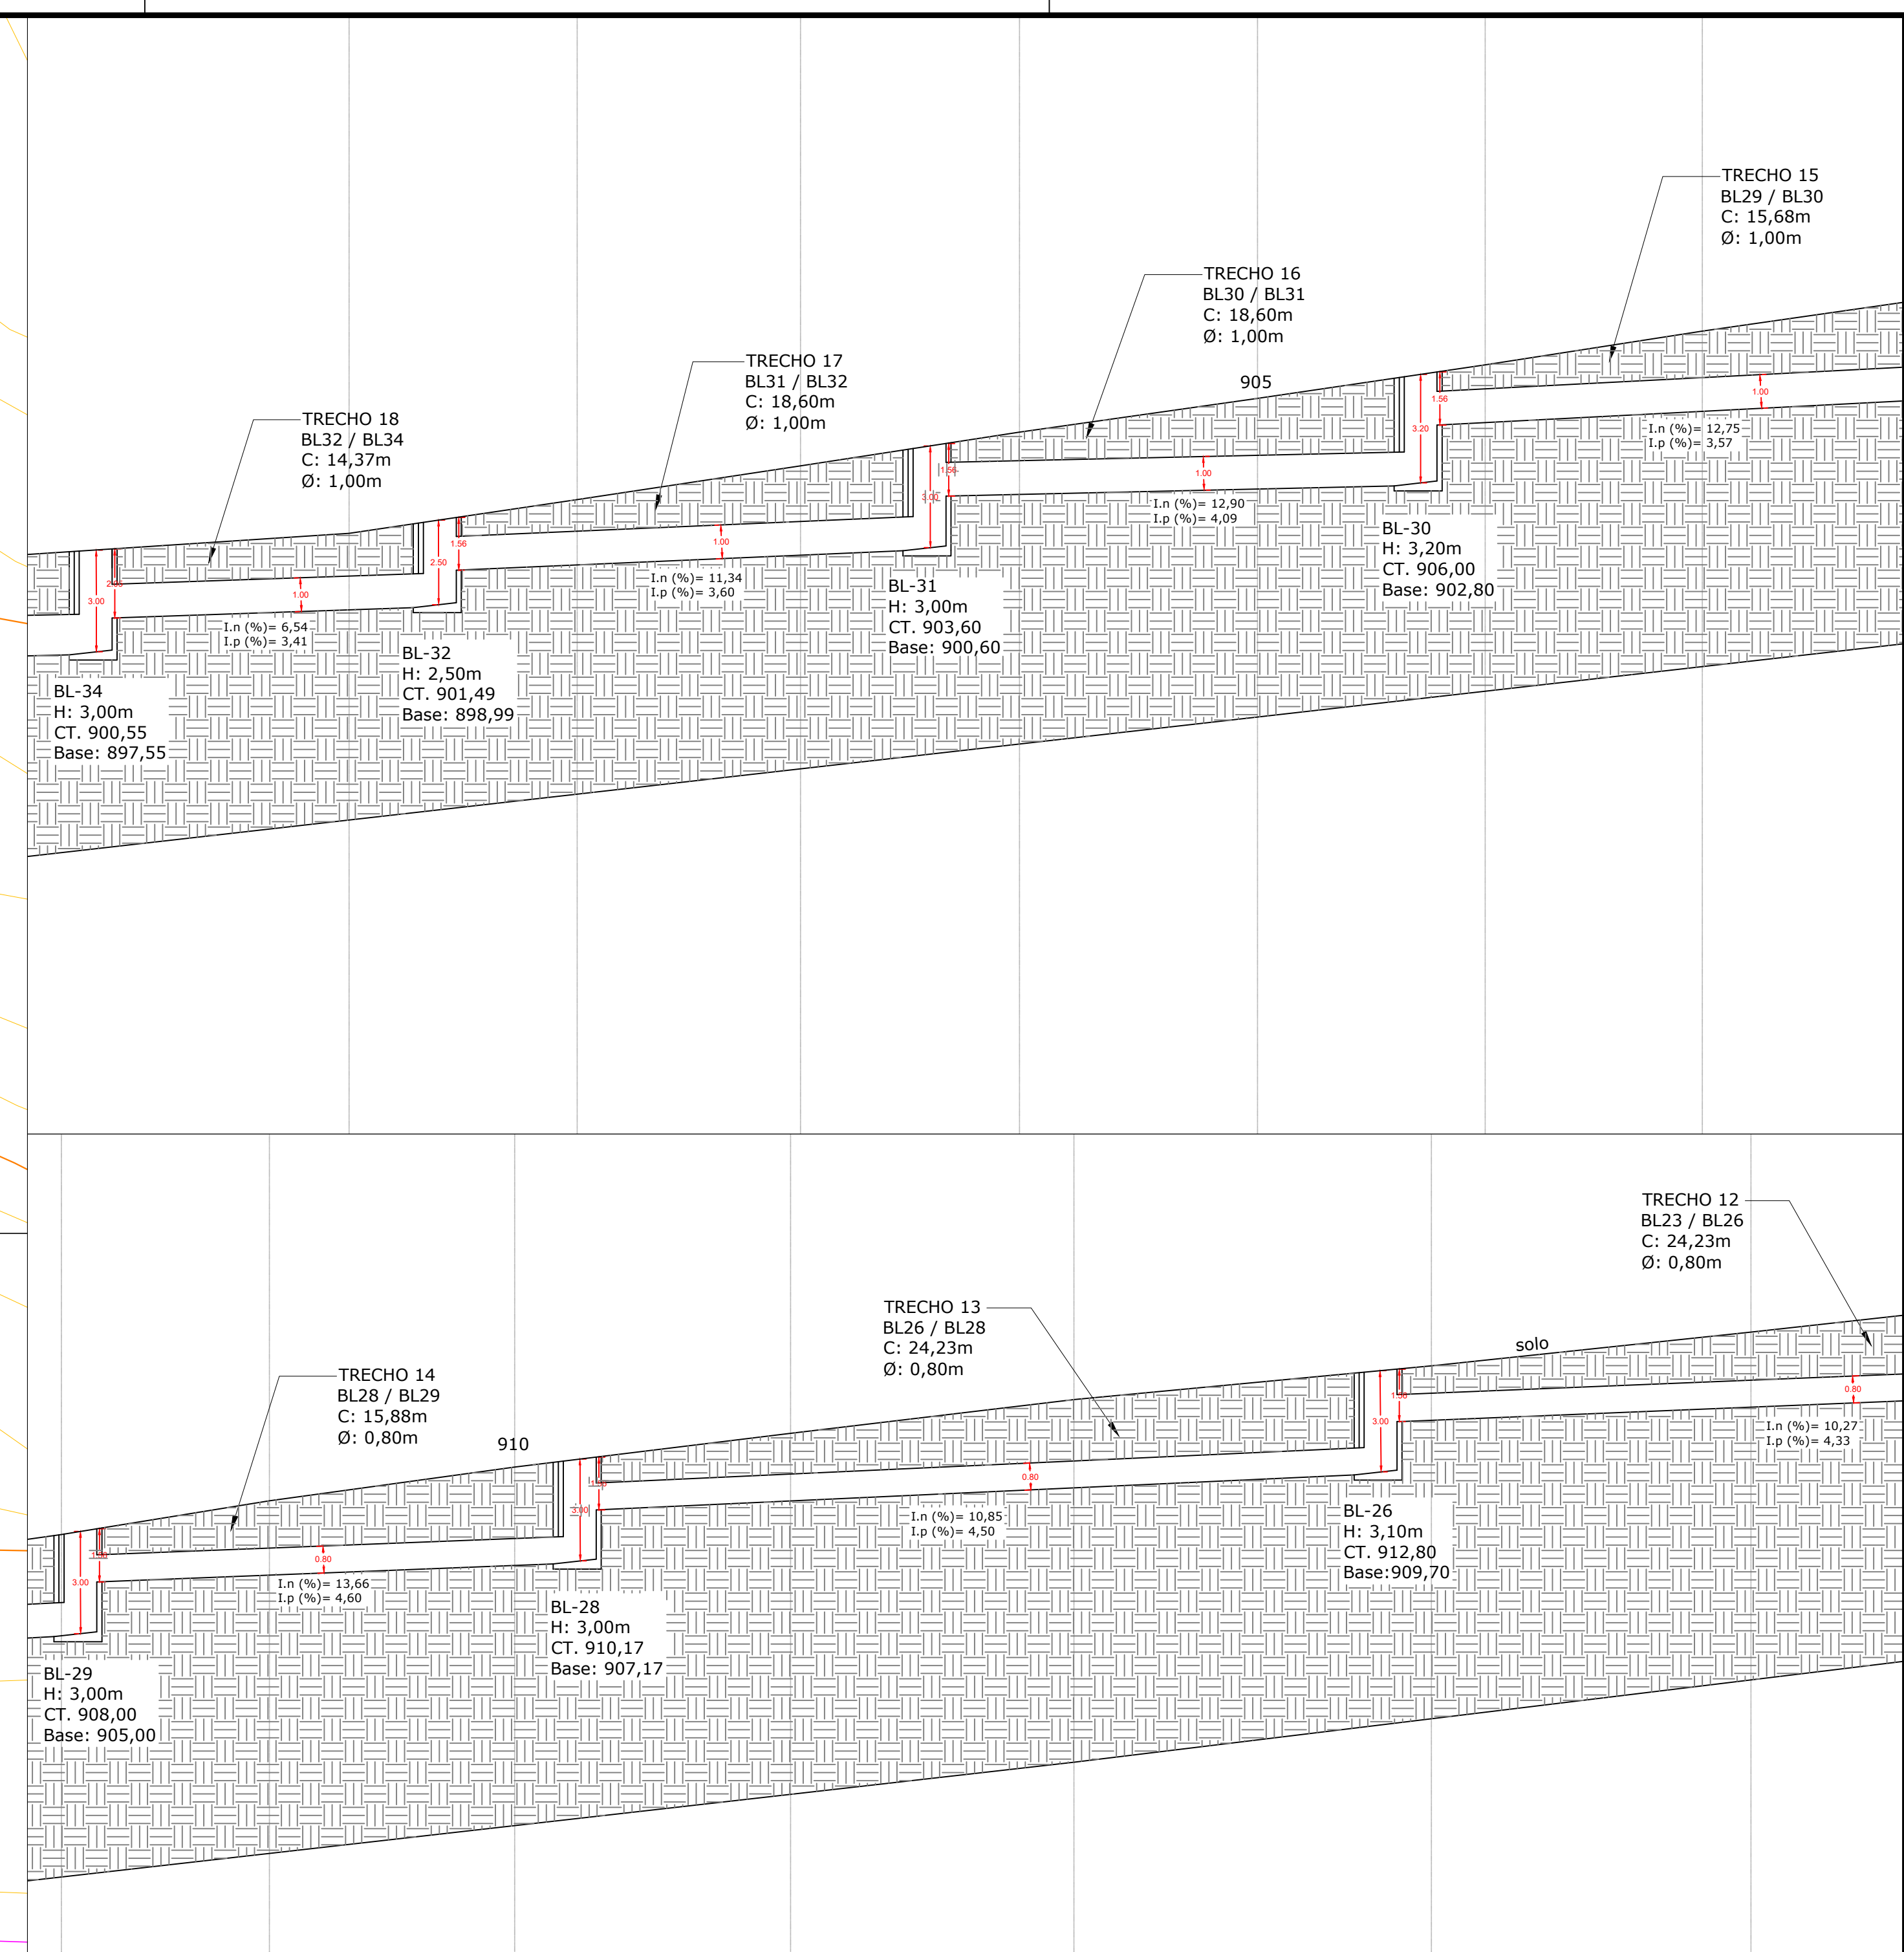 TRECHO 15
BL29 / BL30
C: 15,68m
Ø: 1,00m
TRECHO 16
BL30 / BL31
C: 18,60m
Ø: 1,00m
TRECHO 17
BL31 / BL32
C: 18,60m
Ø: 1,00m
905
TRECHO 18
BL32 / BL34
C: 14,37m
Ø: 1,00m
1.00
1.56
3.20
I.n (%)= 12,75
I.p (%)= 3,57
1.56
3.00
1.00
I.n (%)= 12,90
I.p (%)= 4,09
BL-30
H: 3,20m
CT. 906,00
Base: 902,80
1.56
2.50
1.00
I.n (%)= 11,34
I.p (%)= 3,60
BL-31
H: 3,00m
CT. 903,60
Base: 900,60
3.00
1.00
I.n (%)= 6,54
I.p (%)= 3,41
BL-32
H: 2,50m
CT. 901,49
Base: 898,99
BL-34
H: 3,00m
CT. 900,55
Base: 897,55
TRECHO 12
BL23 / BL26
C: 24,23m
Ø: 0,80m
TRECHO 13
BL26 / BL28
C: 24,23m
Ø: 0,80m
solo
TRECHO 14
BL28 / BL29
C: 15,88m
Ø: 0,80m
910
0.80
3.00
I.n (%)= 10,27
I.p (%)= 4,33
0.80
3.00
I.n (%)= 10,85
I.p (%)= 4,50
BL-26
H: 3,10m
CT. 912,80
Base:909,70
0.80
3.00
I.n (%)= 13,66
I.p (%)= 4,60
BL-28
H: 3,00m
CT. 910,17
Base: 907,17
BL-29
H: 3,00m
CT. 908,00
Base: 905,00